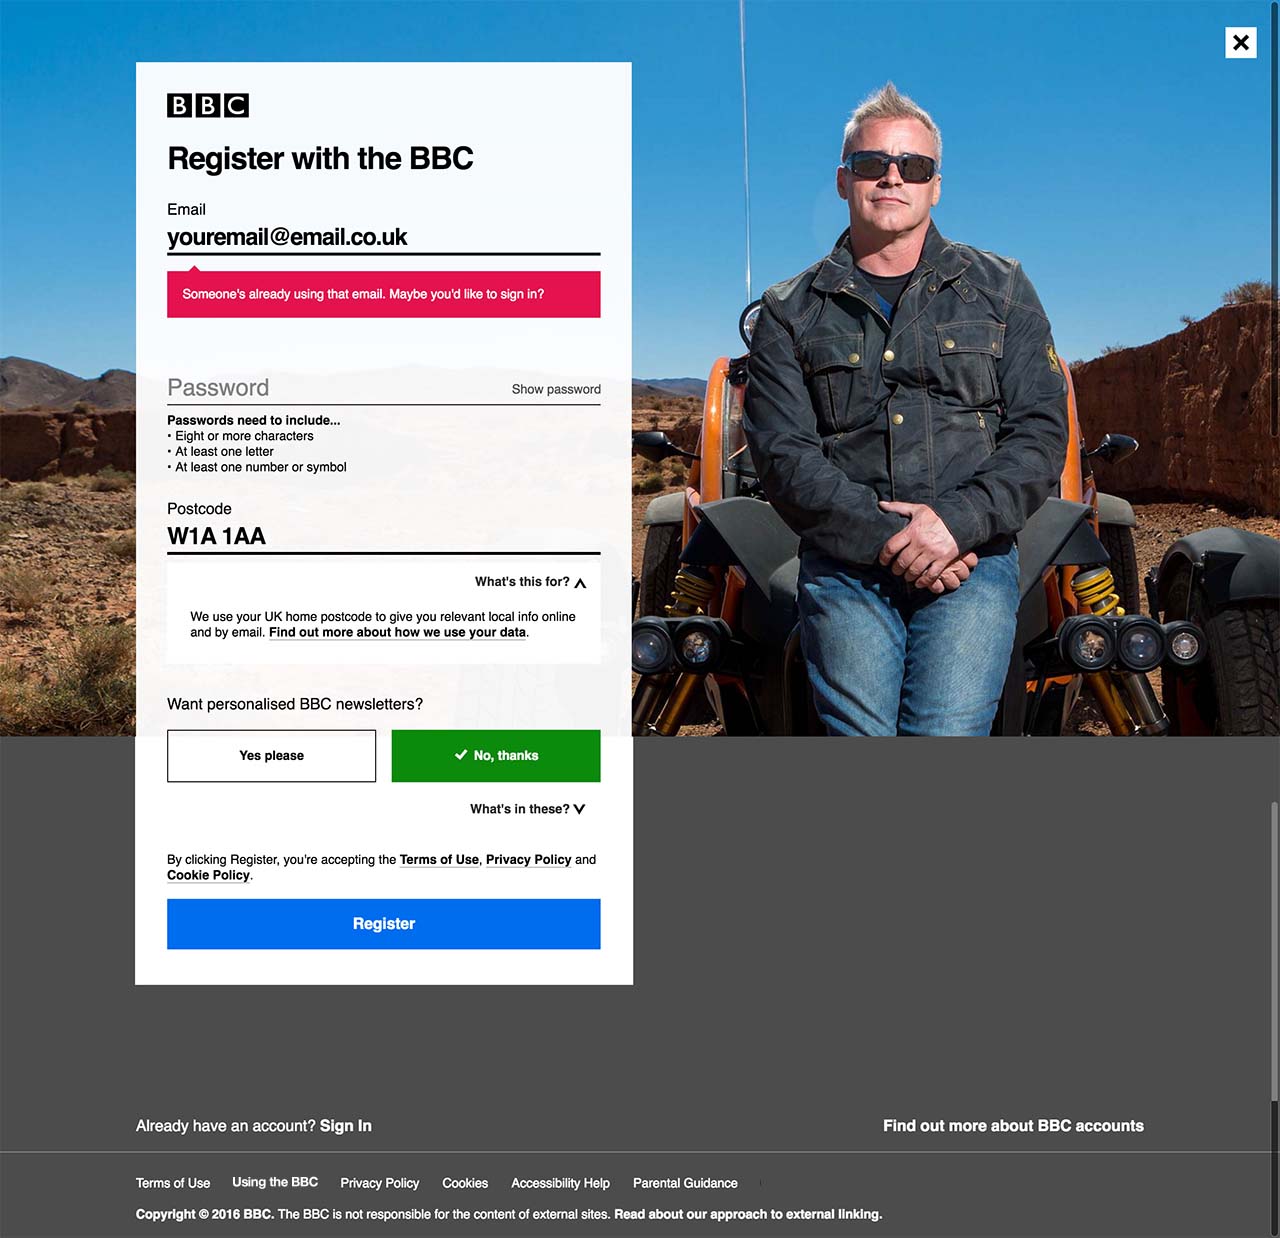 BBC
Register with the BBC
Email
youremail@email.co.uk
Someone's already using that email. Maybe you'd like to sign in?
Password
Show password
Passwords need to include...
• Eight or more characters
• At least one letter
• At least one number or symbol
Postcode
W1A 1AA
What's this for?
We use your UK home postcode to give you relevant local info online
and by email. Find out more about how we use your data.
Want personalised BBC newsletters?
Yes please
No, thanks
What's in these?
By clicking Register, you're accepting the Terms of Use, Privacy Policy and
Cookie Policy.
Register
Already have an account? Sign In
Find out more about BBC accounts
Terms of Use Using the BBC Privacy Policy Cookies Accessibility Help Parental Guidance
Copyright © 2016 BBC. The BBC is not responsible for the content of external sites. Read about our approach to external linking.